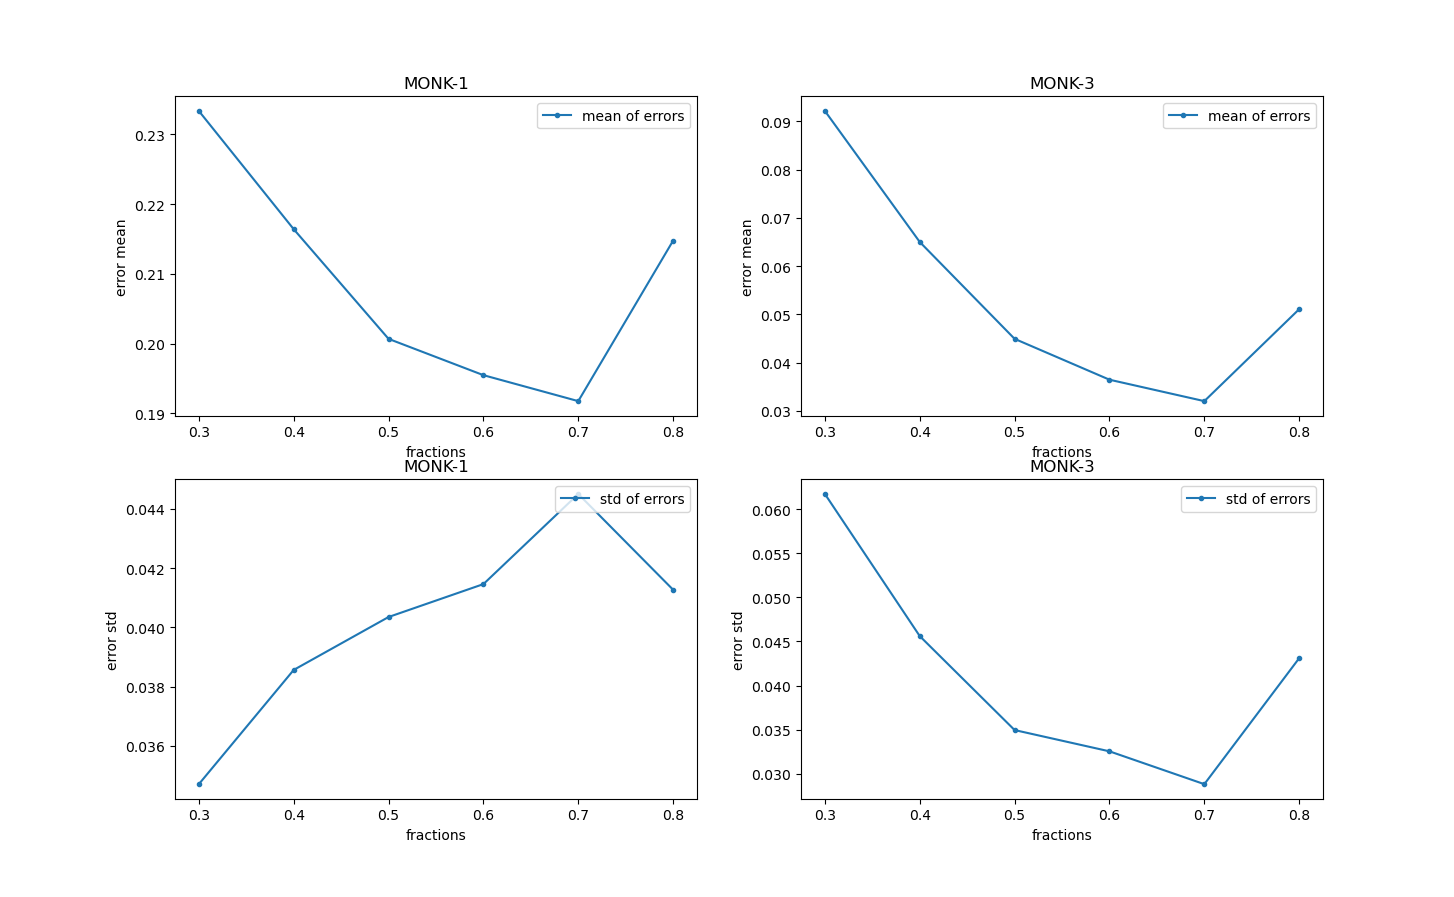 MONK-1
mean of errors
error mean
0.23
0.22
0.21
0.20
0.19
0.3 0.4 0.5 0.6 0.7 0.8
fractions
MONK-3
mean of errors
error mean
0.09
0.08
0.07
0.06
0.05
0.04
0.03
0.3 0.4 0.5 0.6 0.7 0.8
fractions
MONK-1
std of errors
error std
0.044
0.042
0.040
0.038
0.036
0.3 0.4 0.5 0.6 0.7 0.8
fractions
MONK-3
std of errors
error std
0.060
0.055
0.050
0.045
0.040
0.035
0.030
0.3 0.4 0.5 0.6 0.7 0.8
fractions